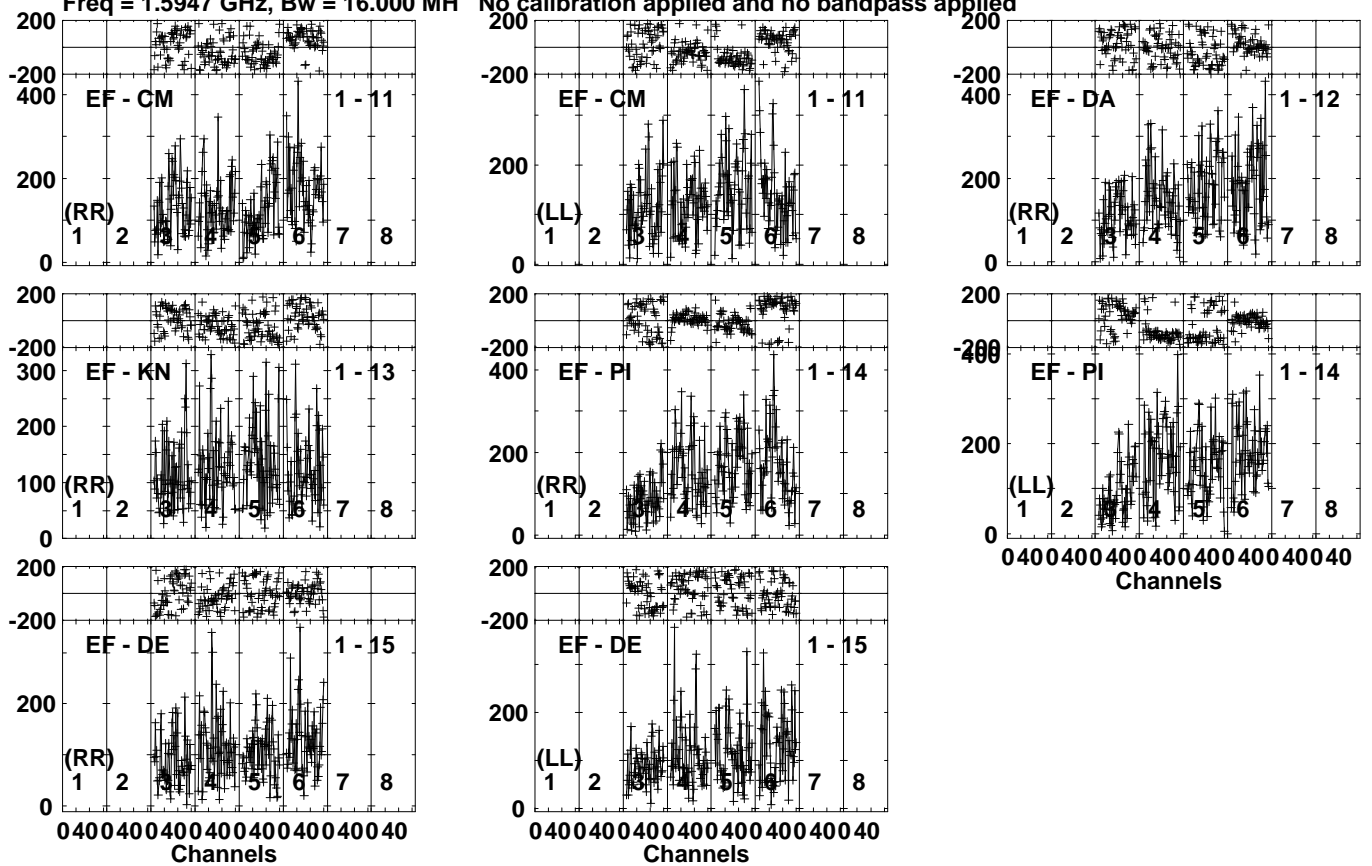 Freq = 1.5947 GHz, Bw = 16.000 MH No calibration applied and no bandpass applied
200 200 200
-200 -200 -200
400 EF - CM 1 - 11 EF - CM 1 - 11 400 EF - DA 1 - 12
200 200 200
(RR) (LL) (RR)
1 2 3 4 5 6 7 8 1 2 3 4 5 6 7 8 1 2 3 4 5 6 7 8
0 0 0
200 200 200
-200 -200 -200
300 EF - KN 1 - 13 400 EF - PI 1 - 14 400 EF - PI 1 - 14
200 200 200
100
(RR) (RR) (LL)
1 2 3 4 5 6 7 8 1 2 3 4 5 6 7 8 1 2 3 4 5 6 7 8
0 0 0
0 40 0 40 0 40 0 40 0 40 0 40 0 40 0 40
Channels
200 200
-200 -200
EF - DE 1 - 15 EF - DE 1 - 15
200 200
(RR) (LL)
1 2 3 4 5 6 7 8 1 2 3 4 5 6 7 8
0 0
0 40 0 40 0 40 0 40 0 40 0 40 0 40 0 40 0 40 0 40 0 40 0 40 0 40 0 40 0 40 0 40
Channels Channels